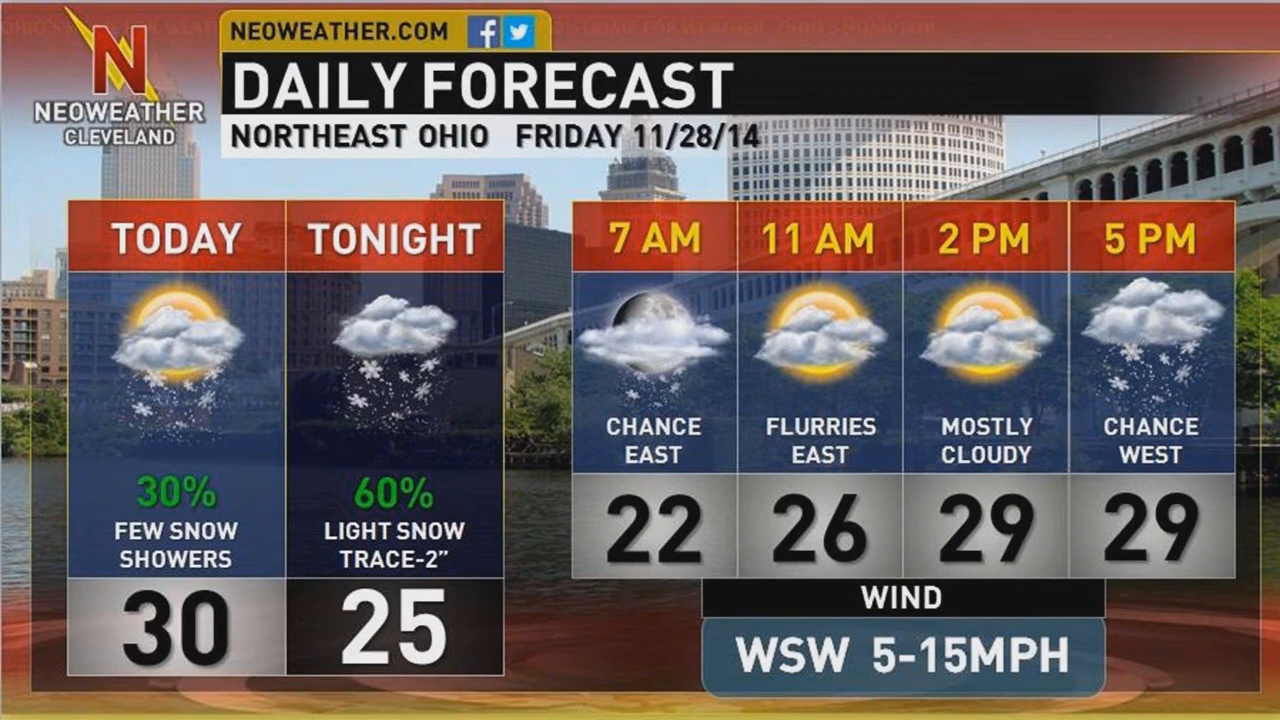 NEOWEATHER.COM
DAILY FORECAST
NORTHEAST OHIO FRIDAY 11/28/14
N
NEOWEATHER
CLEVELAND
TODAY
30%
FEW SNOW
SHOWERS
30
TONIGHT
60%
LIGHT SNOW
TRACE-2”
25
7 AM
CHANCE
EAST
22
11 AM
FLURRIES
EAST
26
2 PM
MOSTLY
CLOUDY
29
5 PM
CHANCE
WEST
29
WIND
WSW 5-15MPH